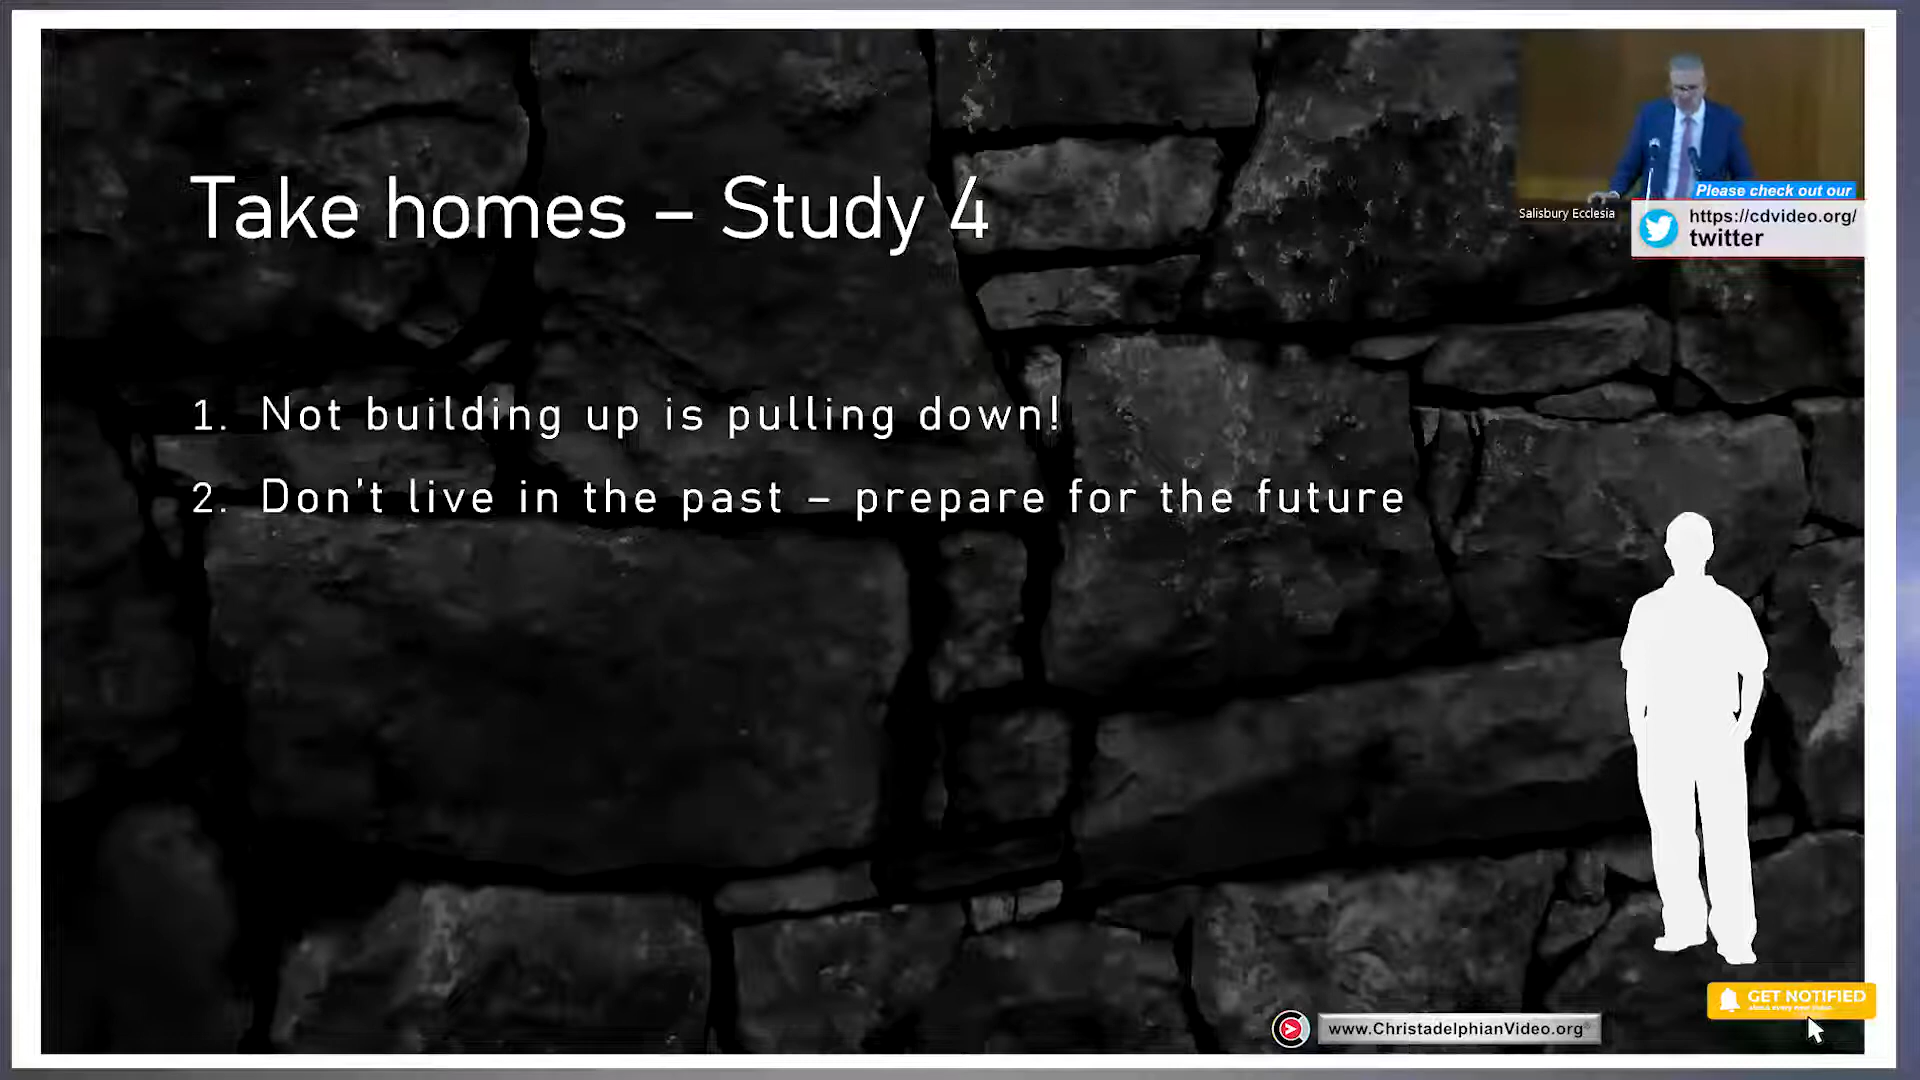 Take homes – Study 4
1. Not building up is pulling down!
2. Don't live in the past – prepare for the future
Salisbury Ecclesia
Please check out our
https://cdvideo.org/
twitter
GET NOTIFIED
www.ChristadelphianVideo.org